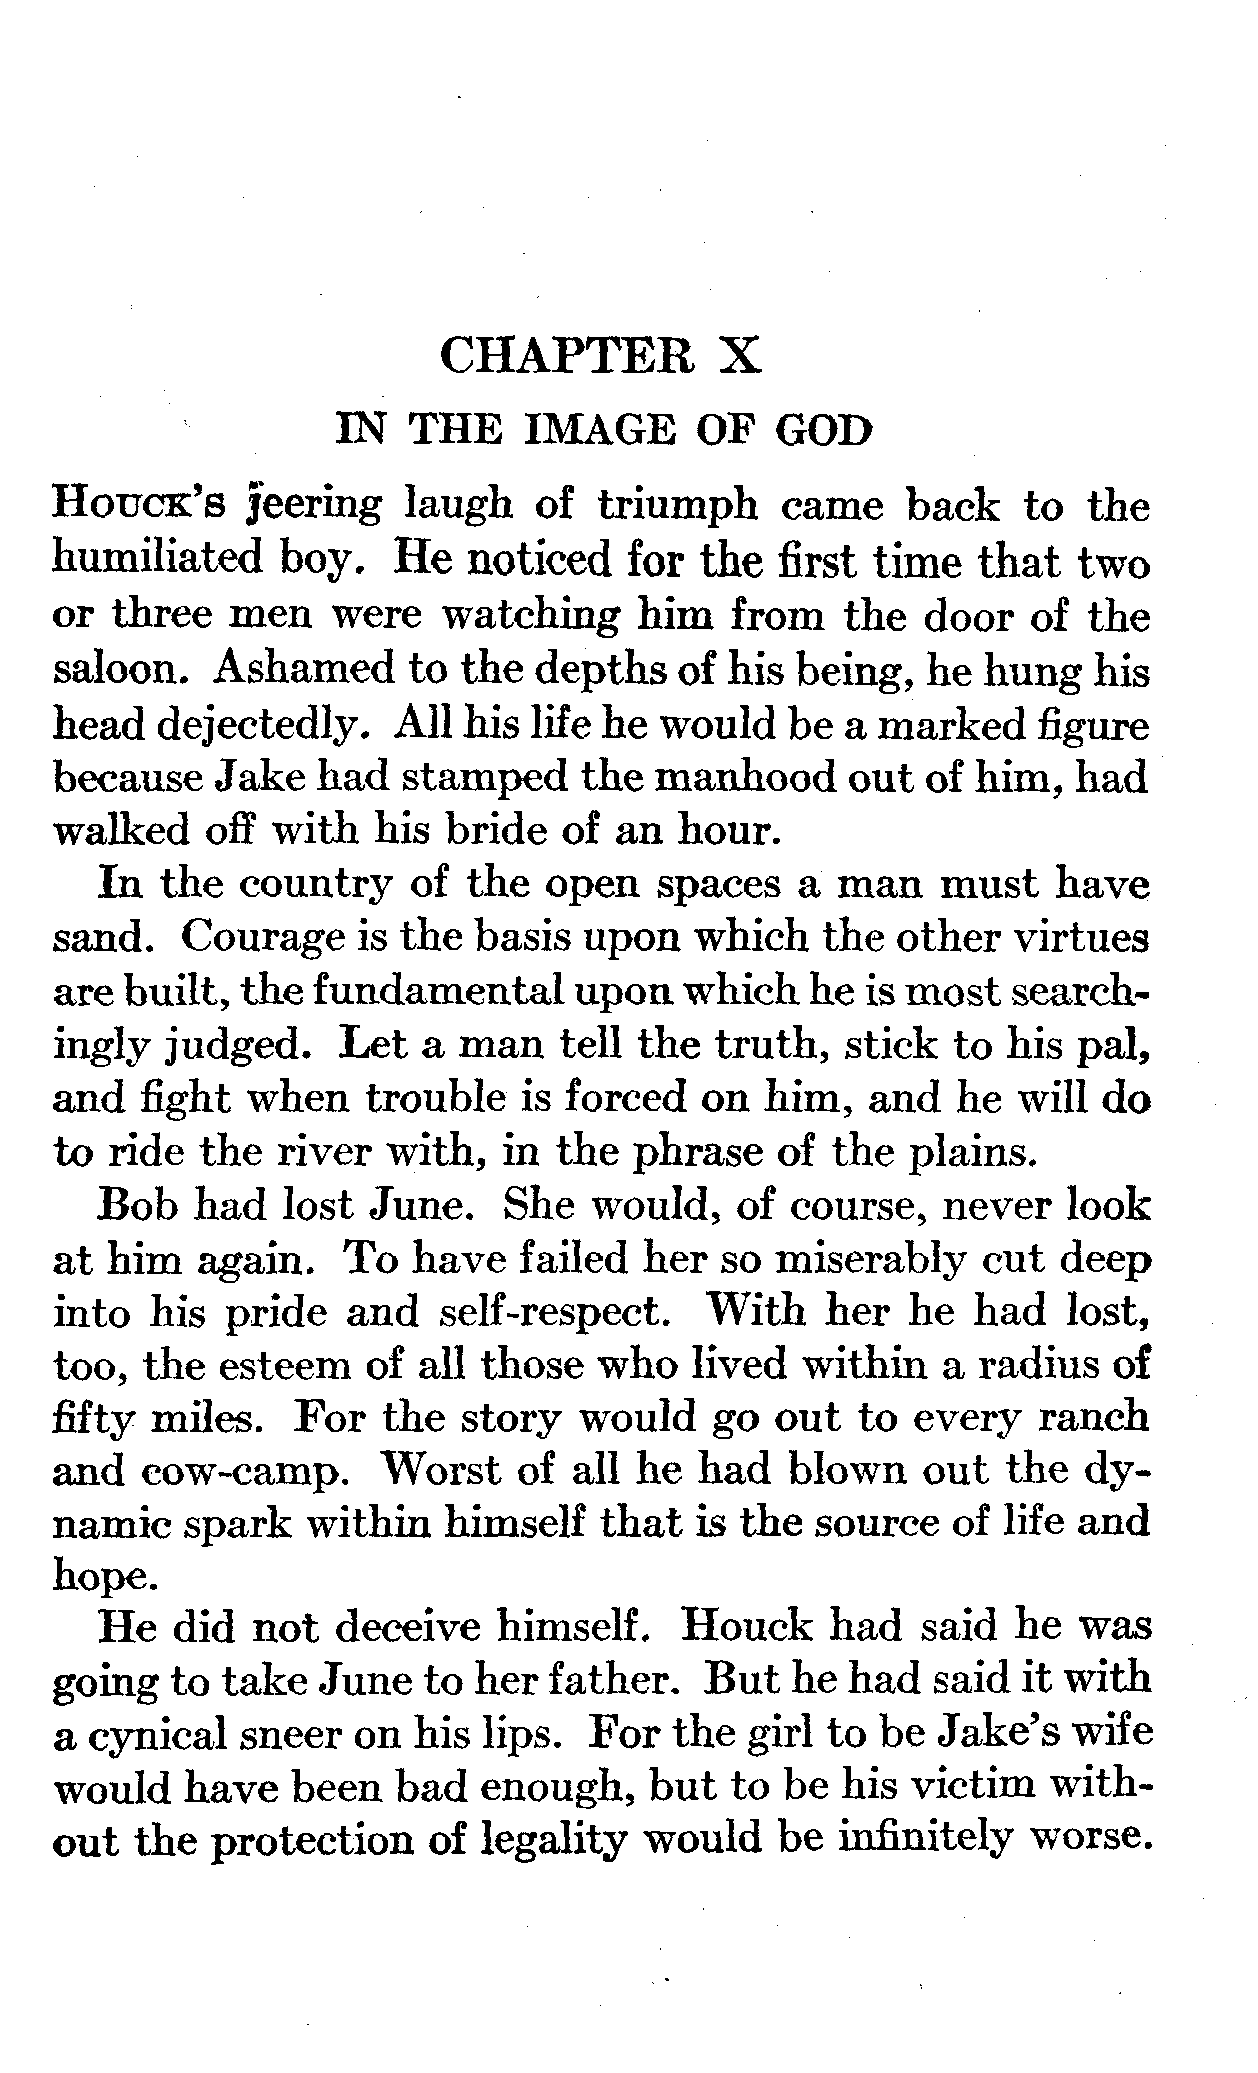 CHAPTER X
IN THE IMAGE OF GOD
HOUCK'S jeering laugh of triumph came back to the
humiliated boy. He noticed for the first time that two
or three men were watching him from the door of the
saloon. Ashamed to the depths of his being, he hung his
head dejectedly. All his life he would be a marked figure
because Jake had stamped the manhood out of him, had
walked off with his bride of an hour.
In the country of the open spaces a man must have
sand. Courage is the basis upon which the other virtues
are built, the fundamental upon which he is most search-
ingly judged. Let a man tell the truth, stick to his pal,
and fight when trouble is forced on him, and he will do
to ride the river with, in the phrase of the plains.
Bob had lost June. She would, of course, never look
at him again. To have failed her so miserably cut deep
into his pride and self-respect. With her he had lost,
too, the esteem of all those who lived within a radius of
fifty miles. For the story would go out to every ranch
and cow-camp. Worst of all he had blown out the dy-
namic spark within himself that is the source of life and
hope.
He did not deceive himself. Houck had said he was
going to take June to her father. But he had said it with
a cynical sneer on his lips. For the girl to be Jake's wife
would have been bad enough, but to be his victim with-
out the protection of legality would be infinitely worse.